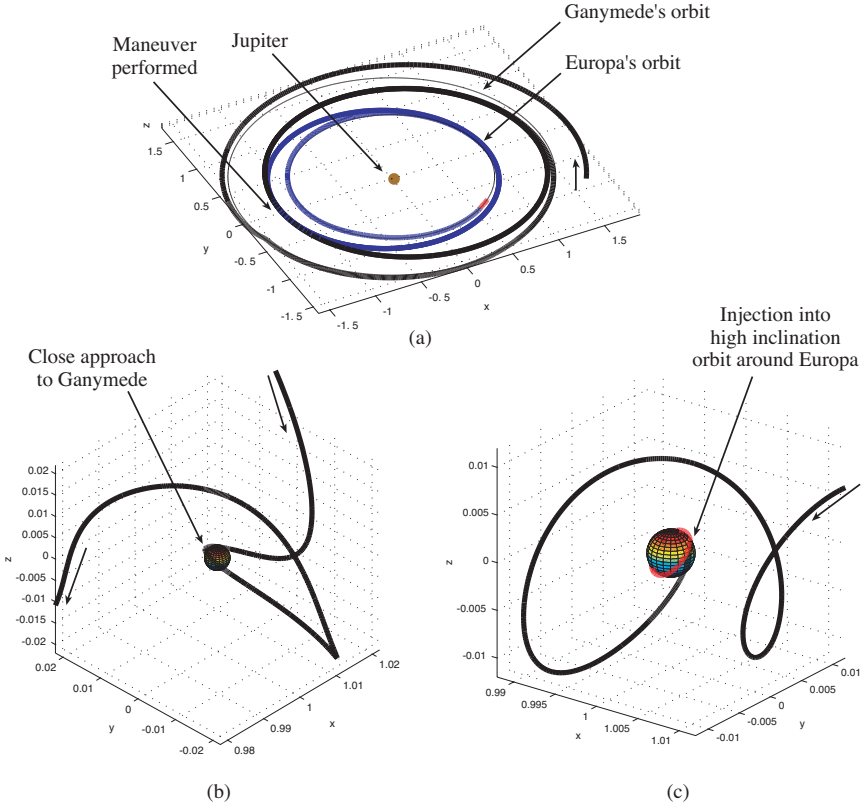 Ganymede's orbit
Maneuver
performed
Jupiter
Europa's orbit
z
1.5
1
0.5
0
-0. 5
-1
-1. 5
y
-1.5
-1
-0. 5
0
0.5
1
1.5
x
(a)
Close approach
to Ganymede
0.02
0.015
0.01
0.005
0
-0.005
-0.01
-0.015
-0.02
z
0.02
0.01
0
-0.01
-0.02
y
0.98
0.99
1
1.01
1.02
x
(b)
Injection into
high inclination
orbit around Europa
0.01
0.005
0
-0.005
-0.01
z
0.99
0.995
1
1.005
1.01
x
-0.01
-0.005
0
0.005
0.01
y
(c)